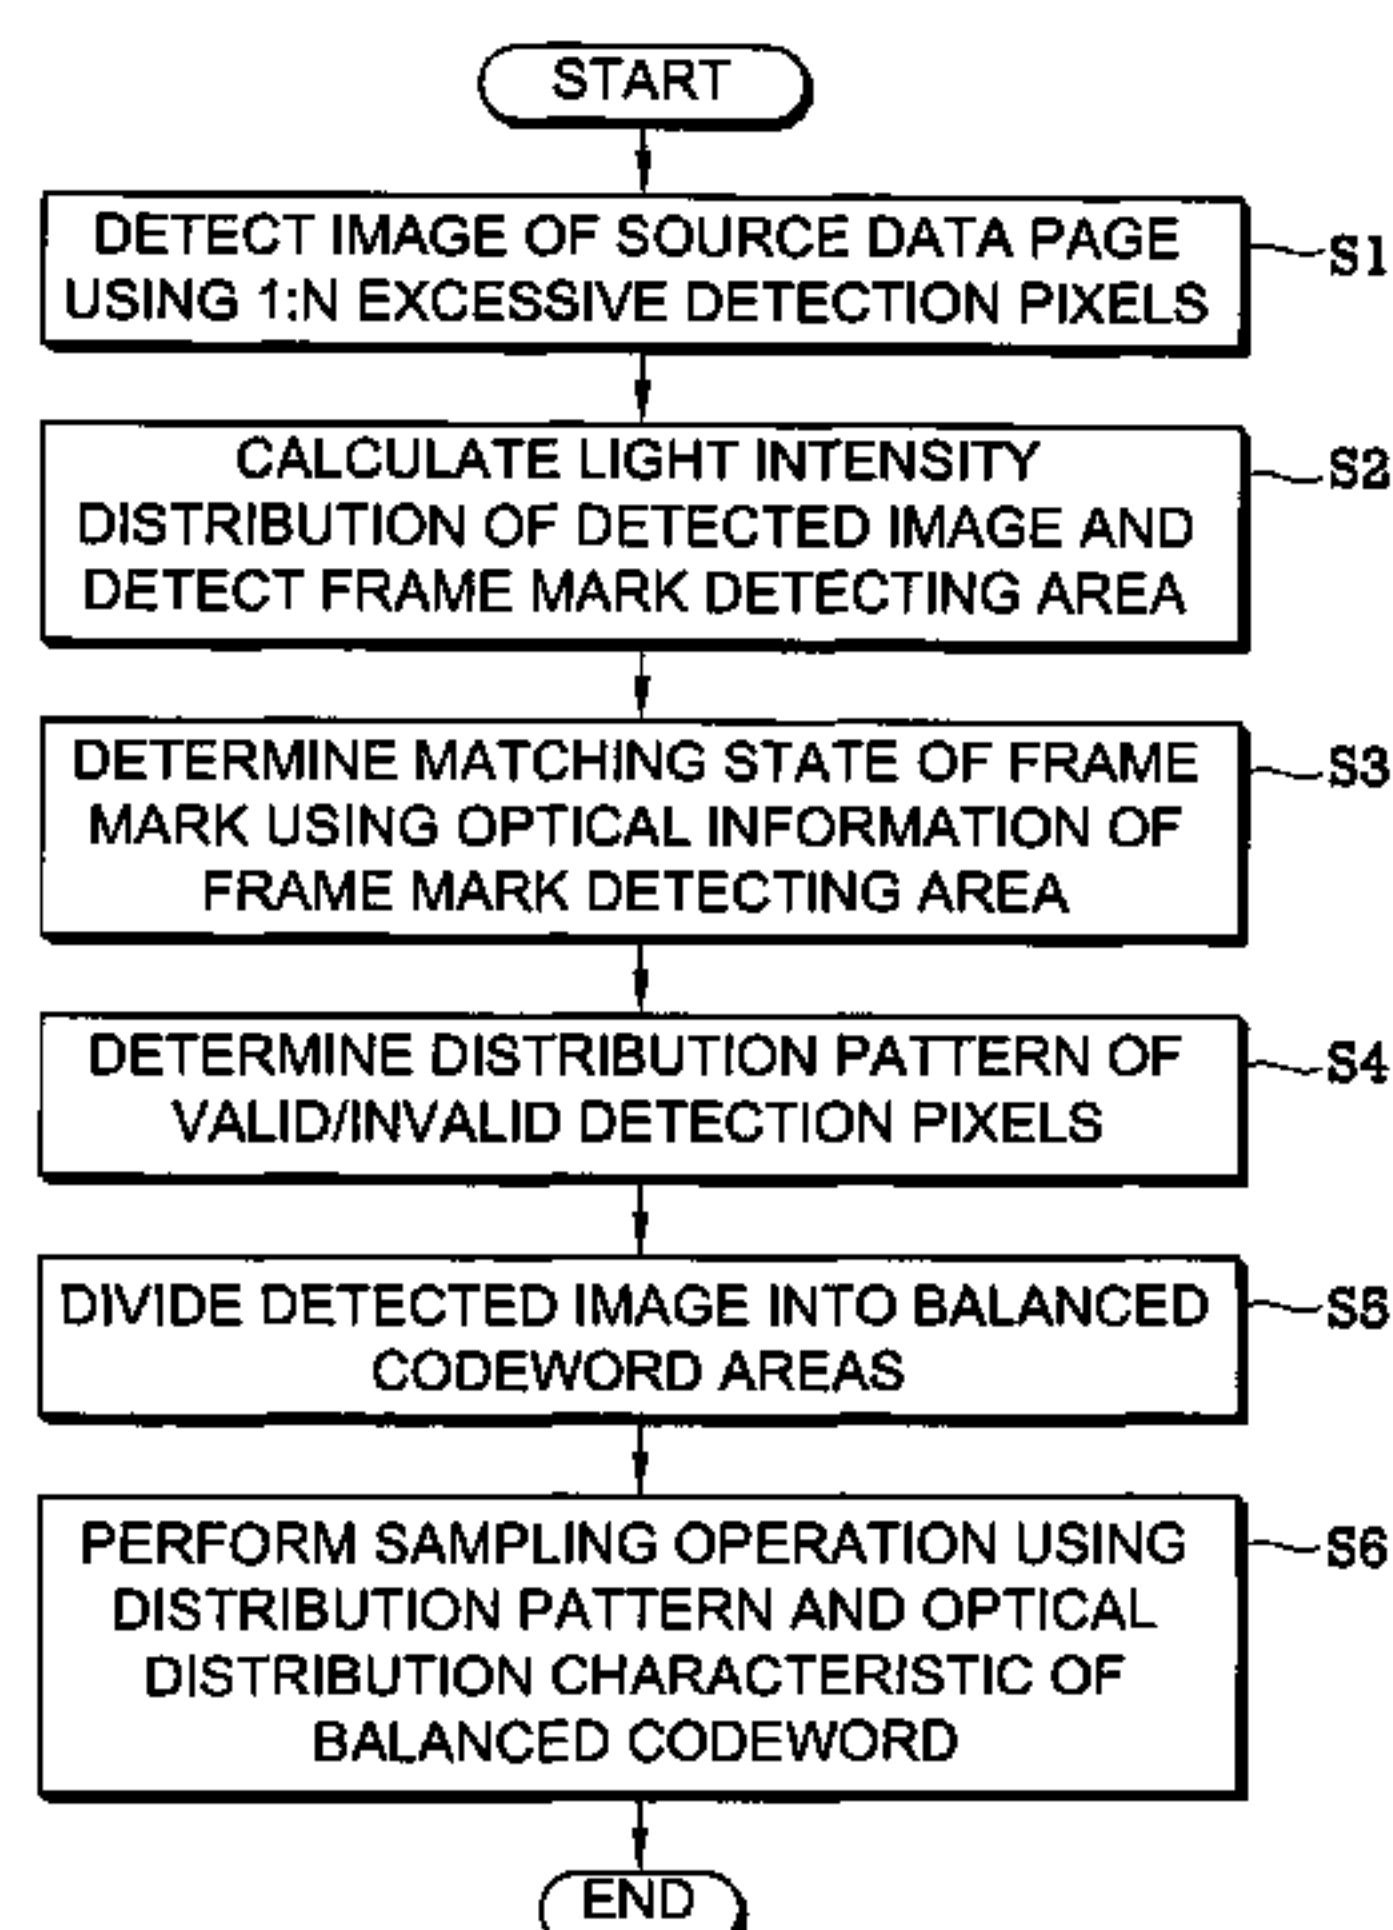 START
DETECT IMAGE OF SOURCE DATA PAGE
USING 1:N EXCESSIVE DETECTION PIXELS
S1
CALCULATE LIGHT INTENSITY
DISTRIBUTION OF DETECTED IMAGE AND
DETECT FRAME MARK DETECTING AREA
S2
DETERMINE MATCHING STATE OF FRAME
MARK USING OPTICAL INFORMATION OF
FRAME MARK DETECTING AREA
S3
DETERMINE DISTRIBUTION PATTERN OF
VALID/INVALID DETECTION PIXELS
S4
DIVIDE DETECTED IMAGE INTO BALANCED
CODEWORD AREAS
S5
PERFORM SAMPLING OPERATION USING
DISTRIBUTION PATTERN AND OPTICAL
DISTRIBUTION CHARACTERISTIC OF
BALANCED CODEWORD
S6
END